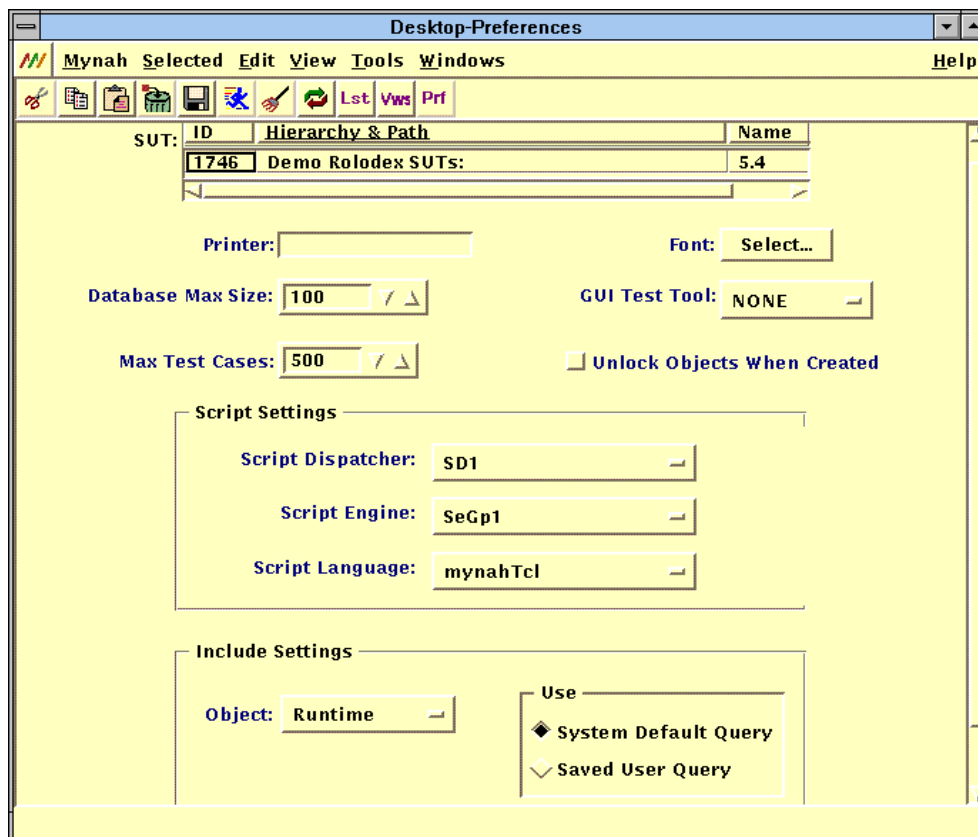 Desktop-Preferences
Mynah Selected Edit View Tools Windows Help
Lst Vws Prf
SUT: ID Hierarchy & Path Name
1746 Demo Rolodex SUTs: 5.4
Printer: Font: Select...
Database Max Size: 100 GUI Test Tool: NONE
Max Test Cases: 500 Unlock Objects When Created
Script Settings
Script Dispatcher: SD1
Script Engine: SeGp1
Script Language: mynahTcl
Include Settings
Object: Runtime
Use
System Default Query
Saved User Query